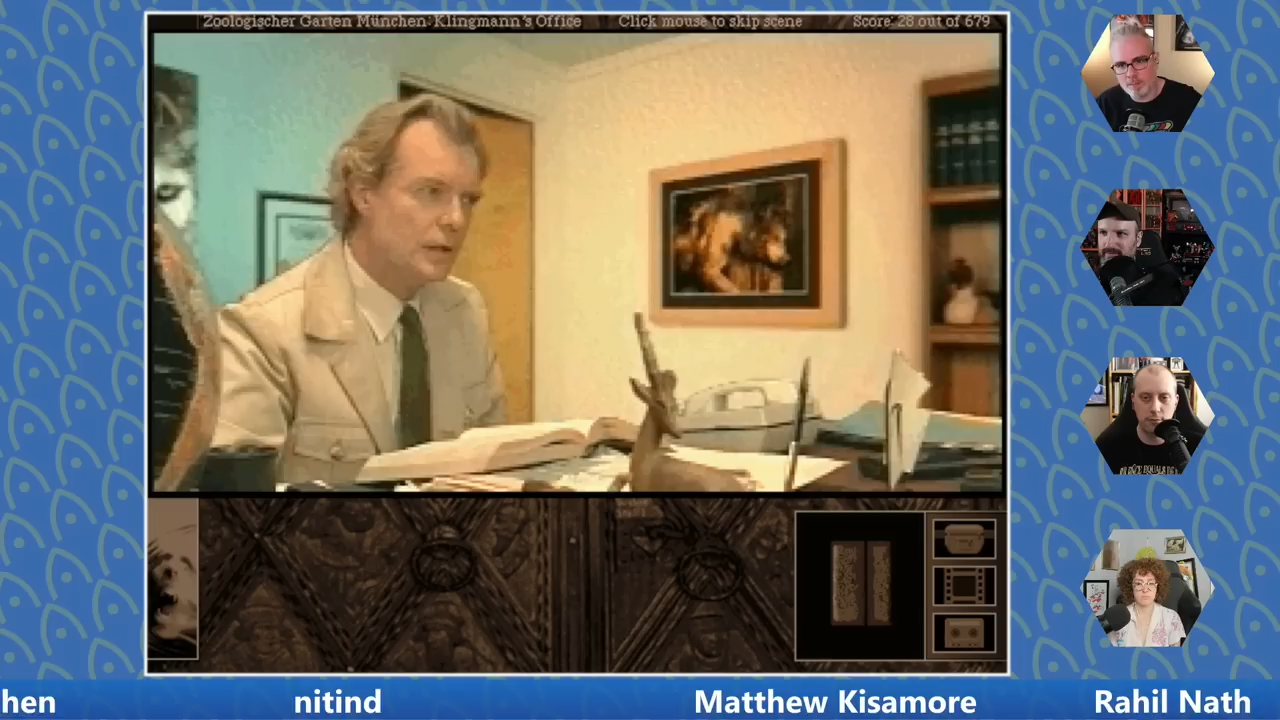 Zoologischer Garten München: Klingmann's Office Click mouse to skip scene Score: 28 out of 679
hen nitind Matthew Kisamore Rahil Nath